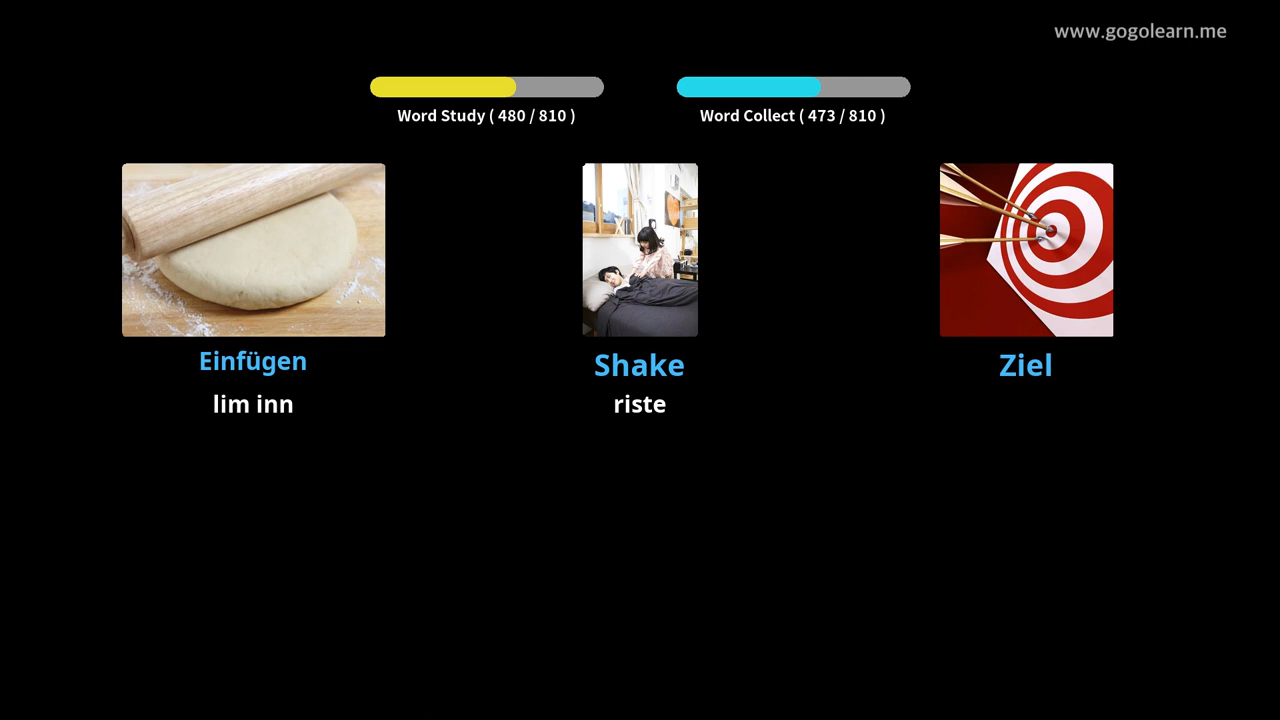 www.gogolearn.me
Word Study ( 480 / 810 )
Word Collect ( 473 / 810 )
Einfügen
lim inn
Shake
riste
Ziel